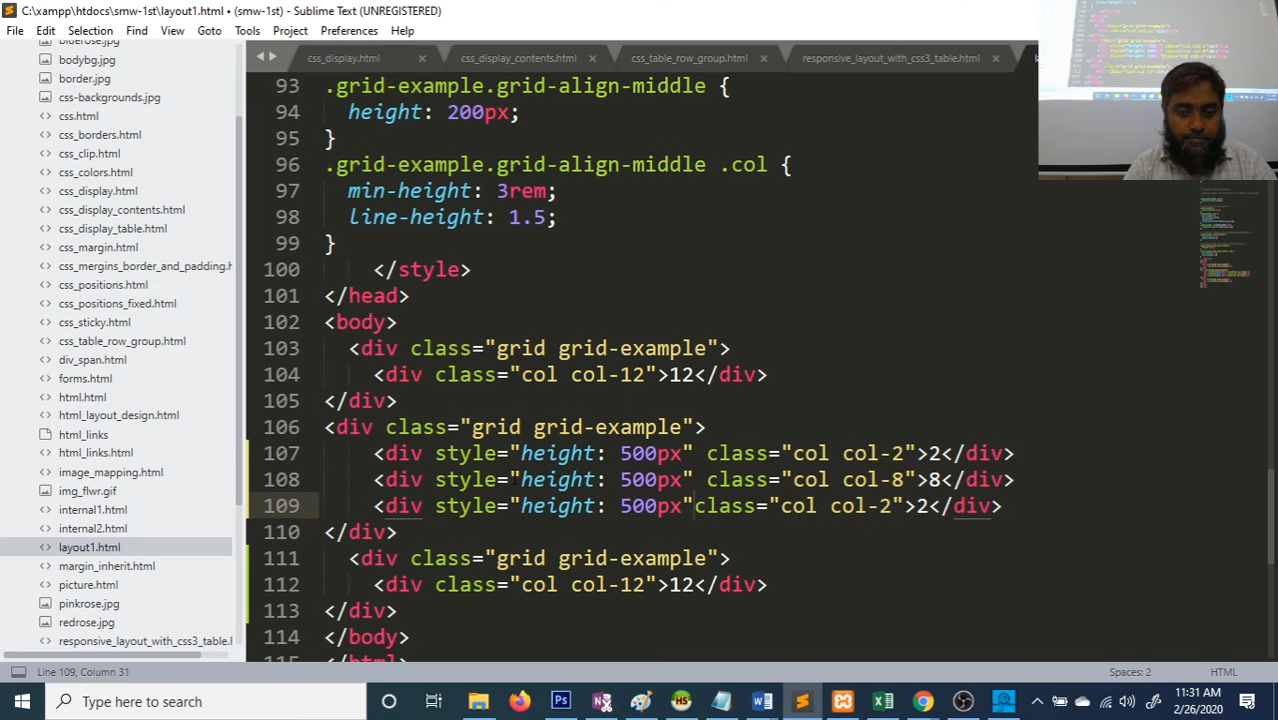 C:\xampp\htdocs\smw-1st\layout1.html • (smw-1st) - Sublime Text (UNREGISTERED)
File Edit Selection Find View Goto Tools Project Preferences Help
bluerose.jpg
bodybg.jpg
border.jpg
css-backgrounds.jpg
css.html
css_borders.html
css_clip.html
css_colors.html
css_display.html
css_display_contents.html
css_display_table.html
css_margin.html
css_mergins_border_and_padding.h
css_positions.html
css_positions_fixed.html
css_sticky.html
css_table_row_group.html
div_span.html
forms.html
html.html
html_layout_design.html
html_links
html_links.html
image_mapping.html
img_flwr.gif
internal1.html
internal2.html
layout1.html
margin_inherit.html
picture.html
pinkrose.jpg
redrose.jpg
responsive_layout_with_css3_table.h
css_display.html × css_display_contents.html × css_table_row_group.html × responsive_layout_with_css3_table.html ×
93 .grid-example.grid-align-middle {
94 height: 200px;
95 }
96 .grid-example.grid-align-middle .col {
97 min-height: 3rem;
98 line-height: 1.5;
99 }
100 </style>
101 </head>
102 <body>
103 <div class="grid grid-example">
104 <div class="col col-12">12</div>
105 </div>
106 <div class="grid grid-example">
107 <div style="height: 500px" class="col col-2">2</div>
108 <div style="height: 500px" class="col col-8">8</div>
109 <div style="height: 500px"class="col col-2">2</div>
110 </div>
111 <div class="grid grid-example">
112 <div class="col col-12">12</div>
113 </div>
114 </body>
115 </html>
Line 109, Column 31 Spaces: 2 HTML
Type here to search
11:31 AM
2/26/2020